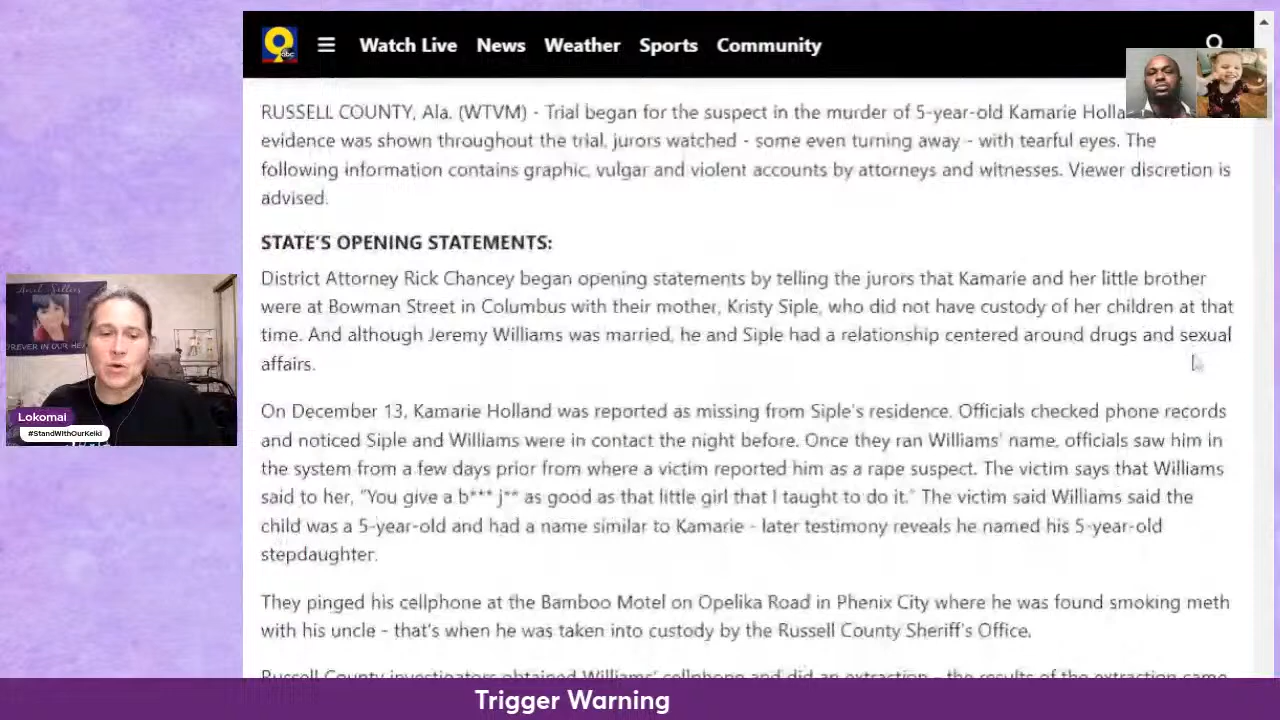 9
abc
Watch Live News Weather Sports Community
RUSSELL COUNTY, Ala. (WTVM) - Trial began for the suspect in the murder of 5-year-old Kamarie
evidence was shown throughout the trial, jurors watched - some even turning away - with tearful eyes. The
following information contains graphic, vulgar and violent accounts by attorneys and witnesses. Viewer discretion is
advised.
STATE'S OPENING STATEMENTS:
District Attorney Rick Chancey began opening statements by telling the jurors that Kamarie and her little brother
were at Bowman Street in Columbus with their mother, Kristy Siple, who did not have custody of her children at that
time. And although Jeremy Williams was married, he and Siple had a relationship centered around drugs and sexual
affairs.
On December 13, Kamarie Holland was reported as missing from Siple's residence. Officials checked phone records
and noticed Siple and Williams were in contact the night before. Once they ran Williams' name, officials saw him in
the system from a few days prior from where a victim reported him as a rape suspect. The victim says that Williams
said to her, "You give a b*** j** as good as that little girl that I taught to do it." The victim said Williams said the
child was a 5-year-old and had a name similar to Kamarie - later testimony reveals he named his 5-year-old
stepdaughter.
They pinged his cellphone at the Bamboo Motel on Opelika Road in Phenix City where he was found smoking meth
with his uncle - that's when he was taken into custody by the Russell County Sheriff's Office.
Russell County investigators obtained Williams' cellphone and did an extraction - the results of the extraction came
Lokomai
#StandWithOurKeiki
Trigger Warning